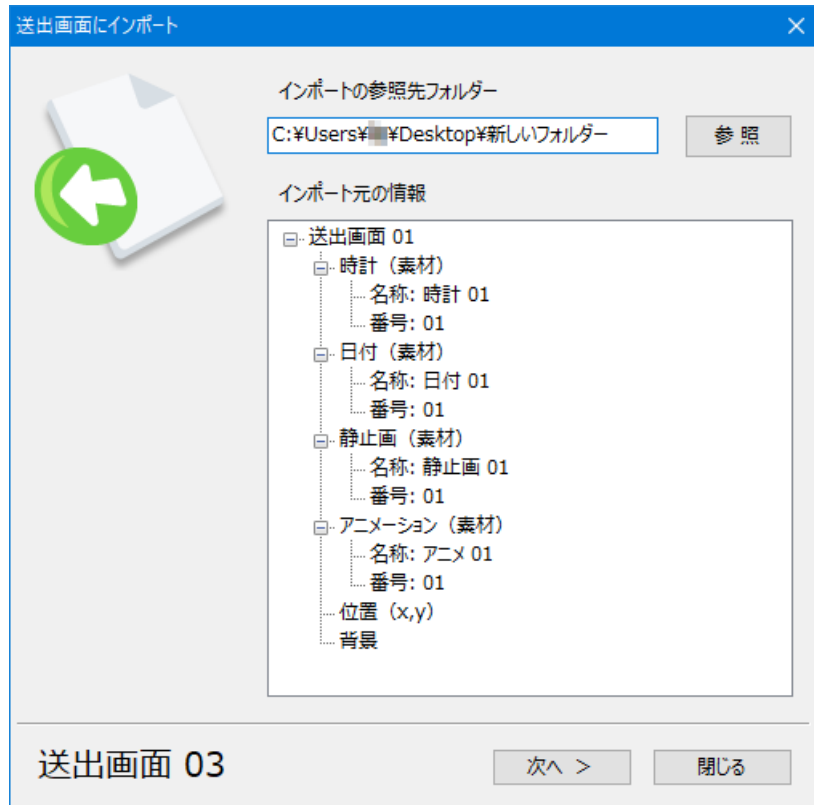 送出画面にインポート
インポートの参照先フォルダー
C:¥Users¥ ¥Desktop¥新しいフォルダー
参 照
インポート元の情報
送出画面 01
時計（素材）
名称: 時計 01
番号: 01
日付（素材）
名称: 日付 01
番号: 01
静止画（素材）
名称: 静止画 01
番号: 01
アニメーション（素材）
名称: アニメ 01
番号: 01
位置（x,y）
背景
送出画面 03
次へ ＞
閉じる